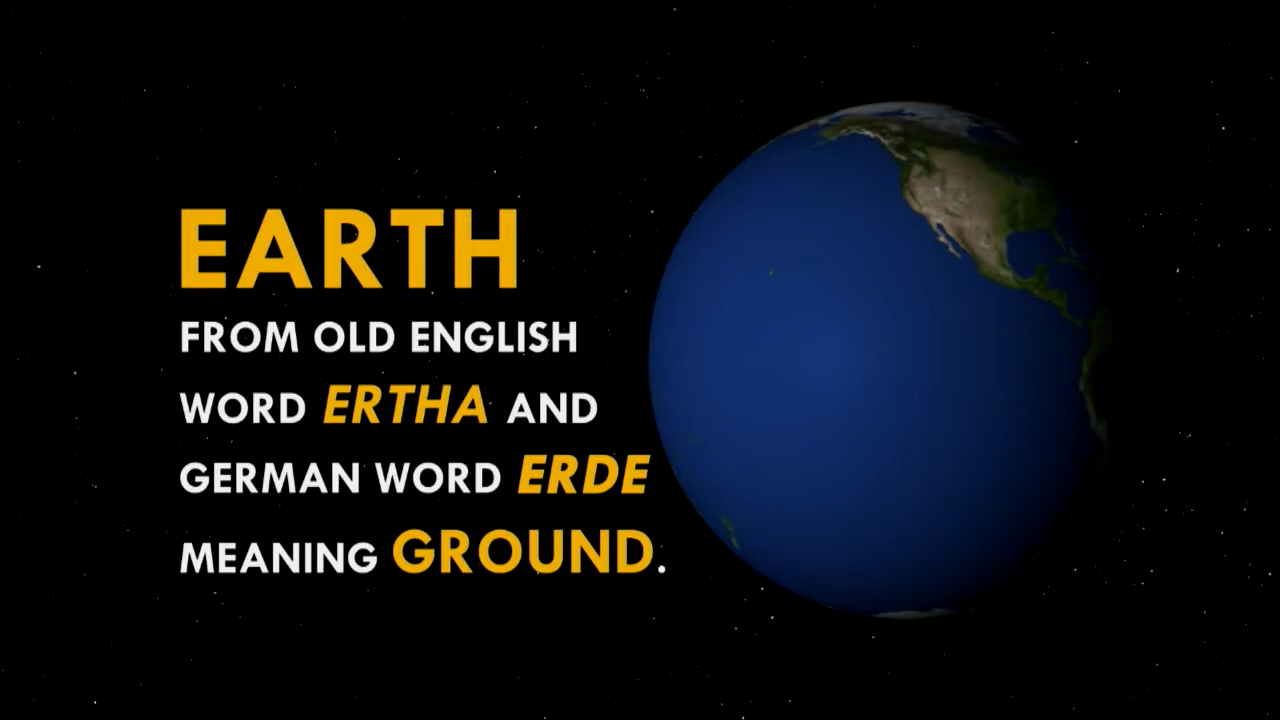 EARTH
FROM OLD ENGLISH
WORD ERTHA AND
GERMAN WORD ERDE
MEANING GROUND.